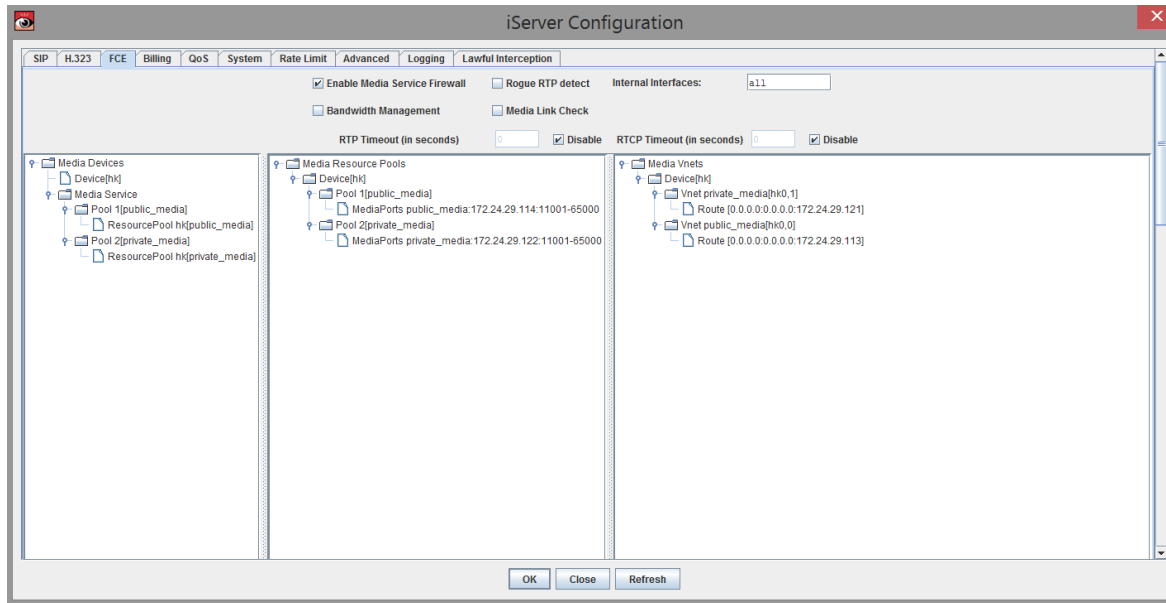 iServer Configuration
SIP H.323 FCE Billing QoS System Rate Limit Advanced Logging Lawful Interception
Enable Media Service Firewall Rogue RTP detect Internal Interfaces: all
Bandwidth Management Media Link Check
RTP Timeout (in seconds) 0 Disable RTCP Timeout (in seconds) 0 Disable
Media Devices
Device[hk]
Media Service
Pool 1[public_media]
ResourcePool hk[public_media]
Pool 2[private_media]
ResourcePool hk[private_media]
Media Resource Pools
Device[hk]
Pool 1[public_media]
MediaPorts public_media:172.24.29.114:11001-65000
Pool 2[private_media]
MediaPorts private_media:172.24.29.122:11001-65000
Media Vnets
Device[hk]
Vnet private_media[hk0,1]
Route [0.0.0.0:0.0.0.0:172.24.29.121]
Vnet public_media[hk0,0]
Route [0.0.0.0:0.0.0.0:172.24.29.113]
OK Close Refresh